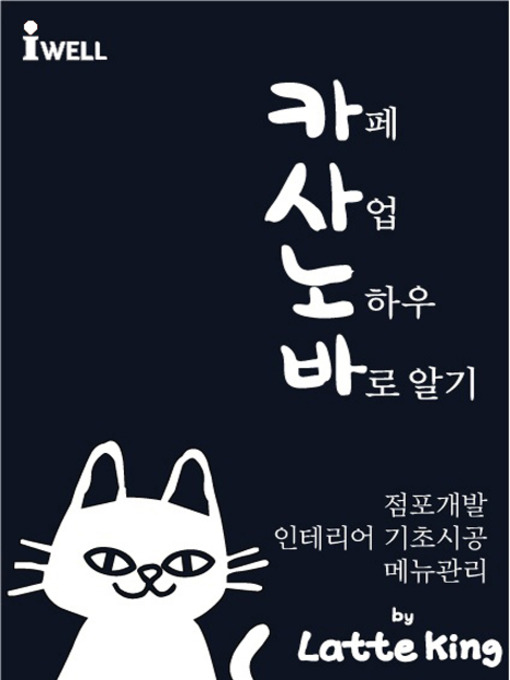 iWELL
카페
사업
노하우
바로 알기
점포개발
인테리어 기초시공
메뉴관리
by
Latte King